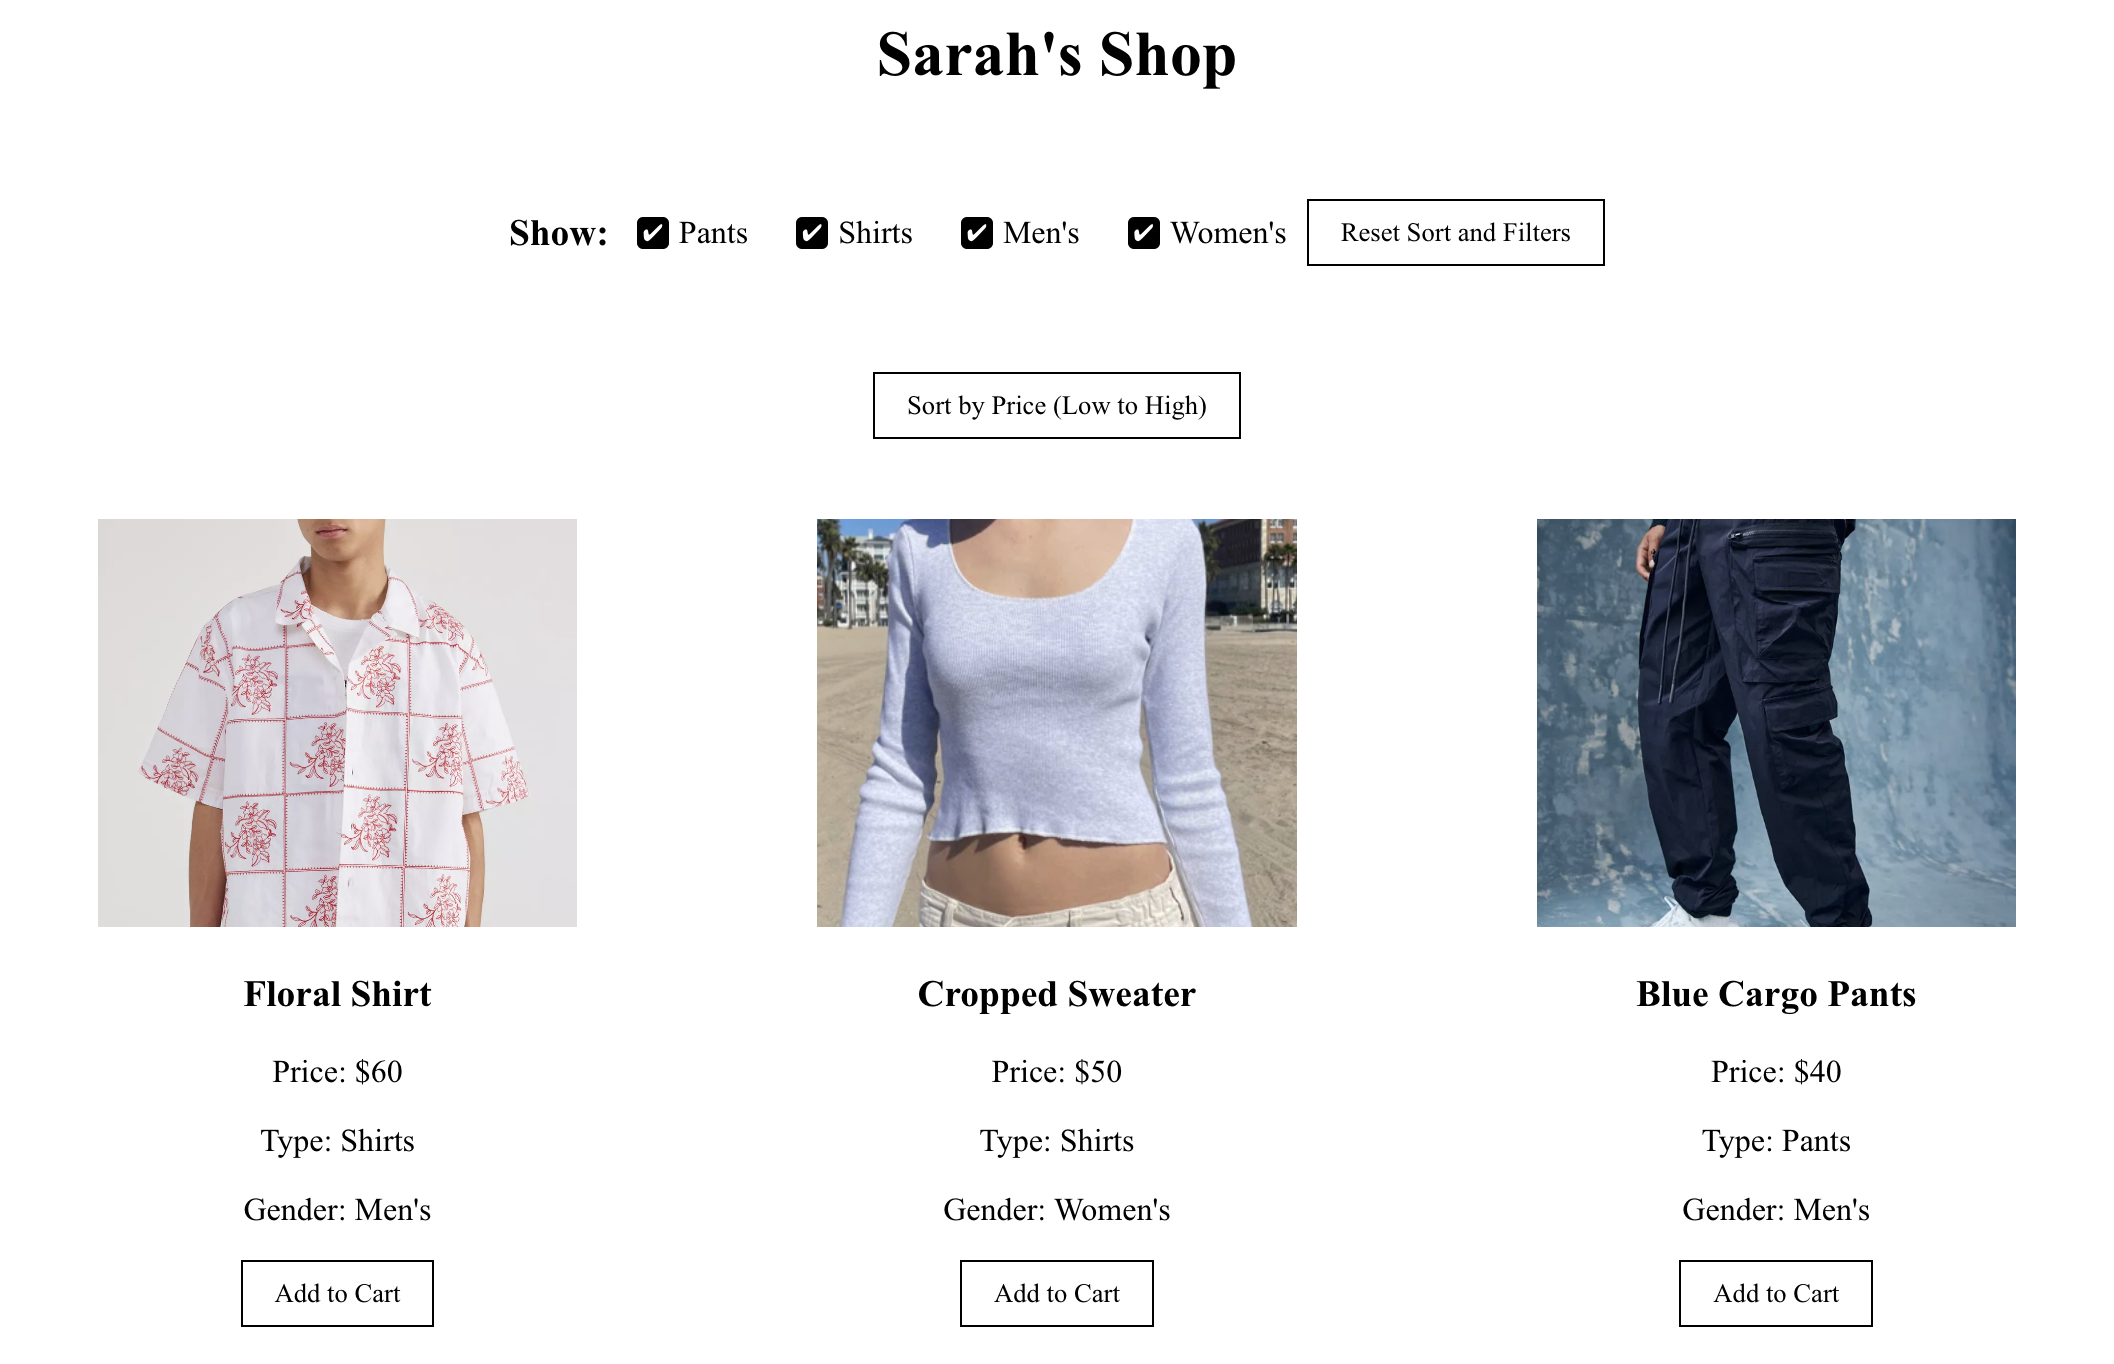 Sarah's Shop
Show: Pants Shirts Men's Women's Reset Sort and Filters
Sort by Price (Low to High)
Floral Shirt Cropped Sweater Blue Cargo Pants
Price: $60 Price: $50 Price: $40
Type: Shirts Type: Shirts Type: Pants
Gender: Men's Gender: Women's Gender: Men's
Add to Cart Add to Cart Add to Cart